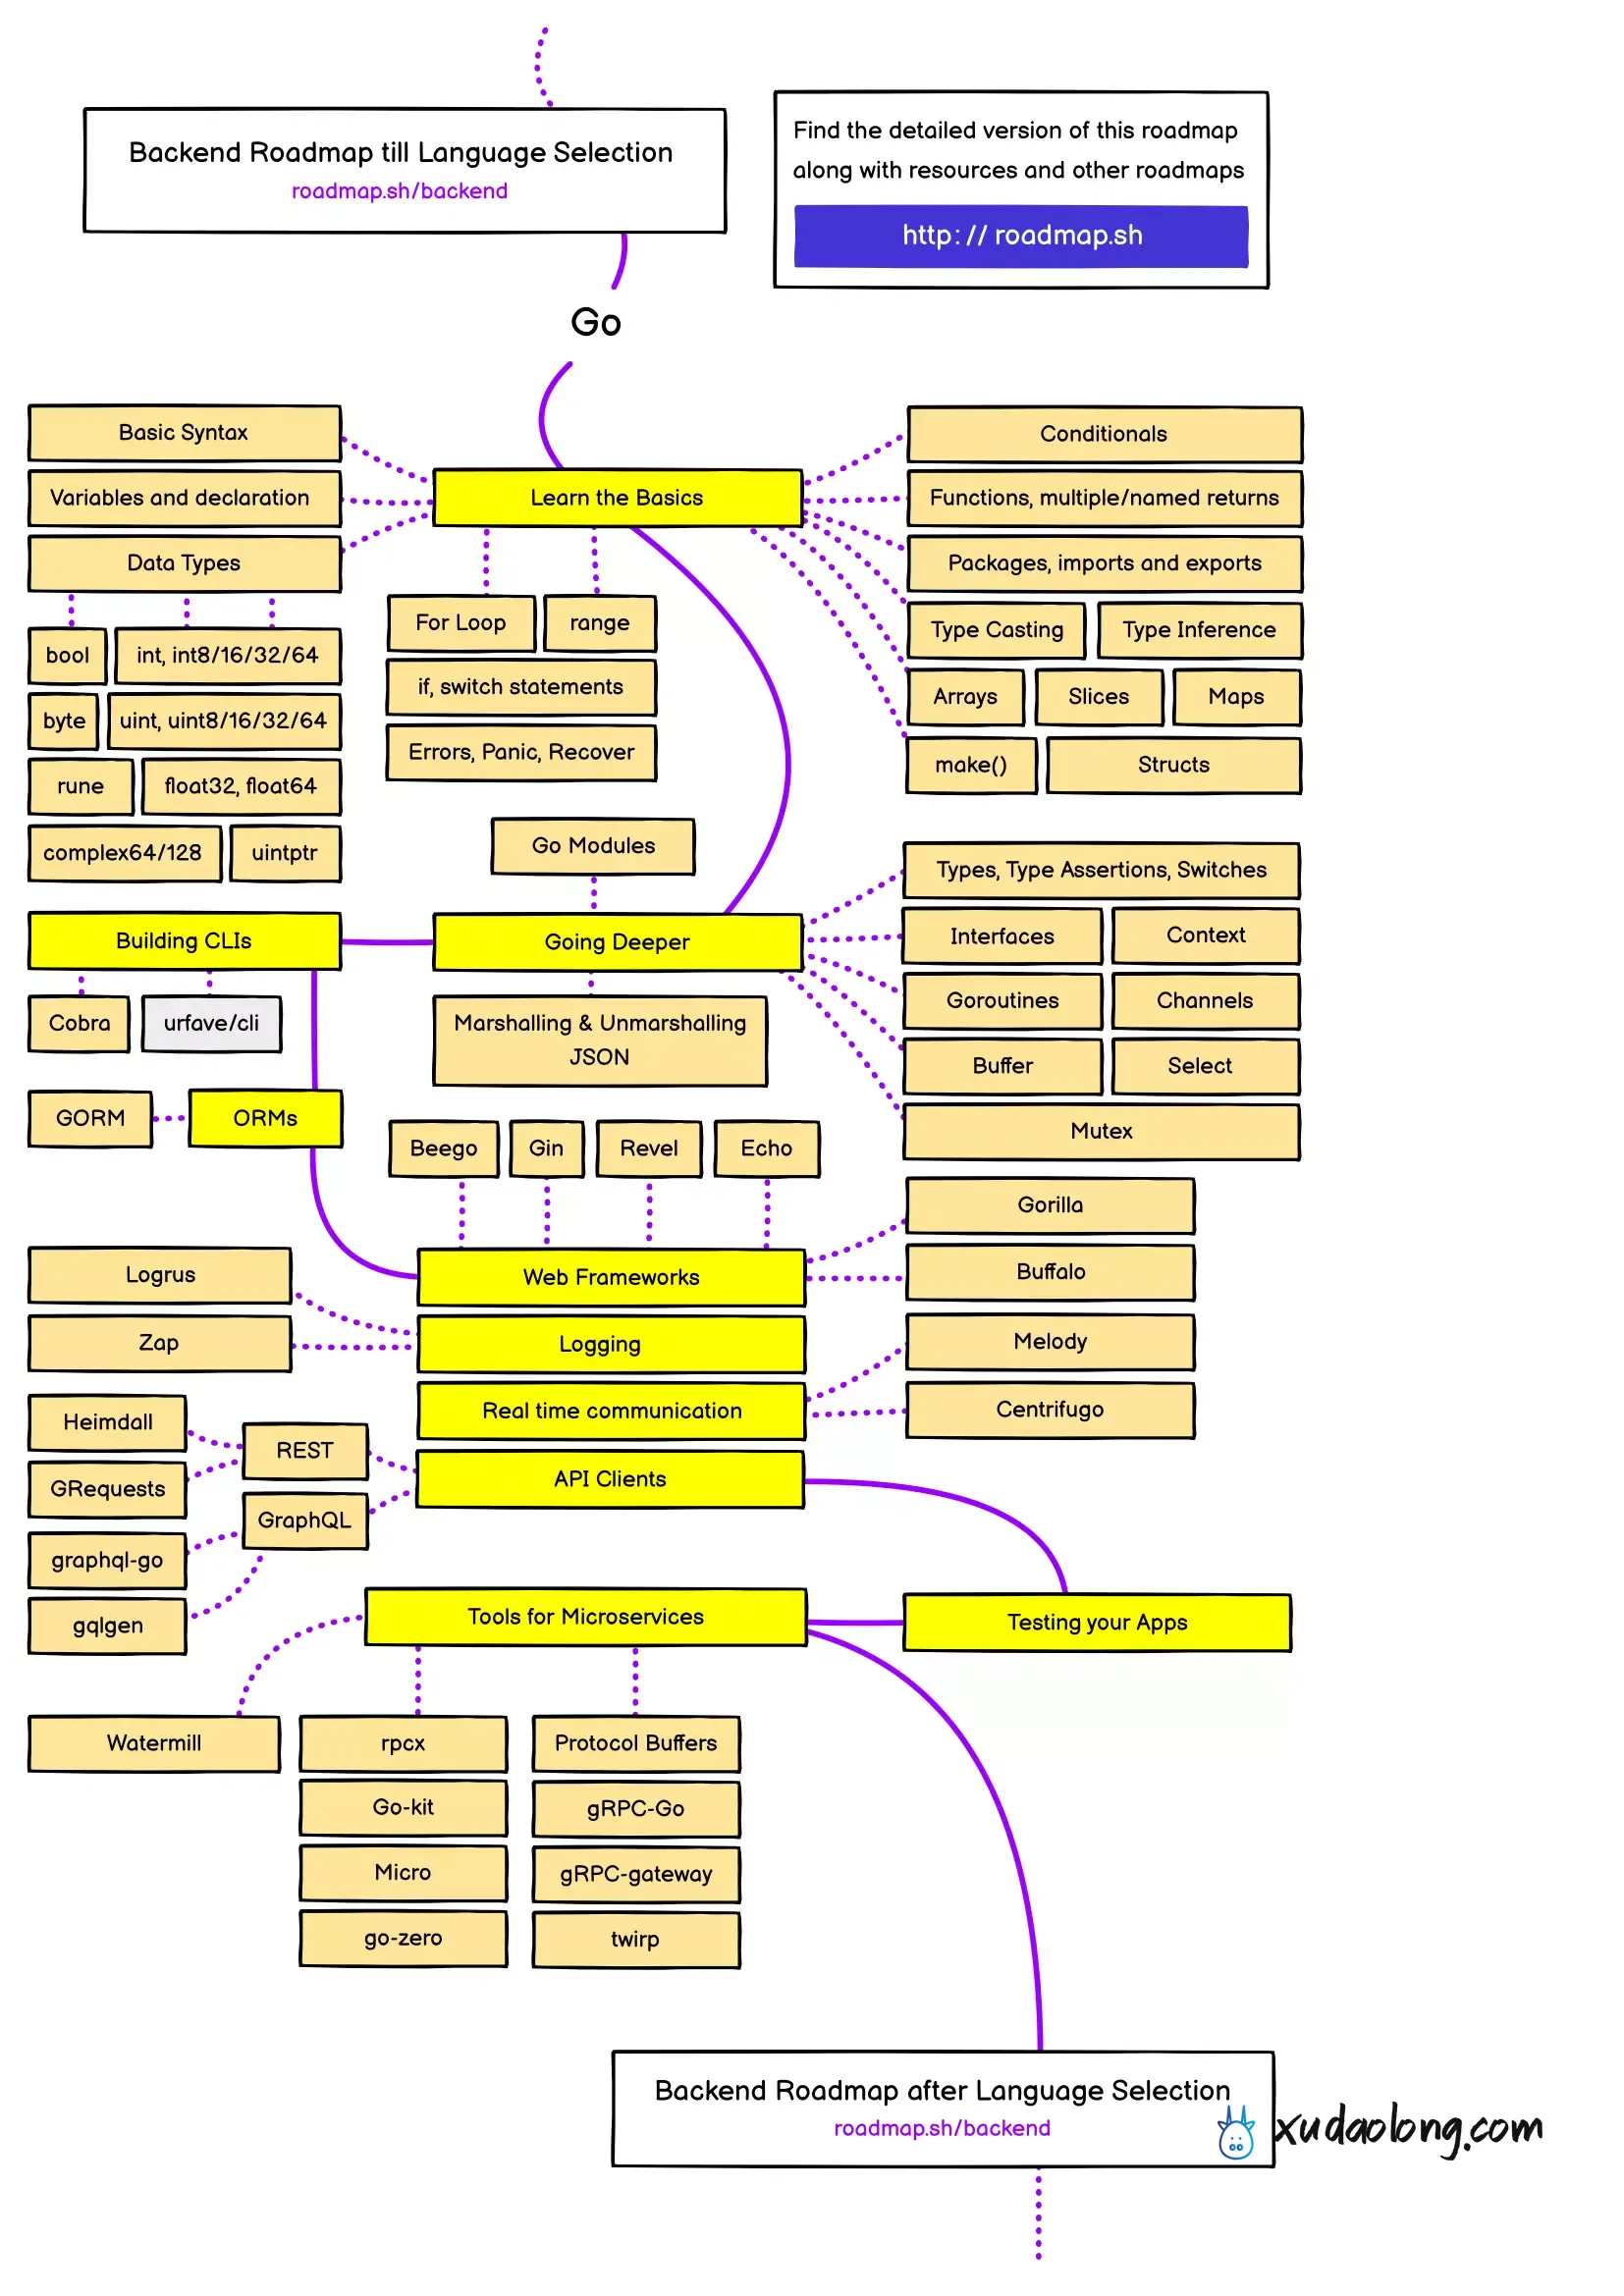 Backend Roadmap till Language Selection
roadmap.sh/backend
Find the detailed version of this roadmap
along with resources and other roadmaps
http://roadmap.sh
Go
Basic Syntax
Variables and declaration
Data Types
bool
int, int8/16/32/64
byte
uint, uint8/16/32/64
rune
float32, float64
complex64/128
uintptr
Learn the Basics
For Loop
range
if, switch statements
Errors, Panic, Recover
Conditionals
Functions, multiple/named returns
Packages, imports and exports
Type Casting
Type Inference
Arrays
Slices
Maps
make()
Structs
Go Modules
Going Deeper
Marshalling & Unmarshalling
JSON
Types, Type Assertions, Switches
Interfaces
Context
Goroutines
Channels
Buffer
Select
Mutex
Building CLIs
Cobra
urfave/cli
GORM
ORMs
Beego
Gin
Revel
Echo
Web Frameworks
Gorilla
Buffalo
Logrus
Zap
Logging
Real time communication
Melody
Centrifugo
Heimdall
GRequests
REST
GraphQL
graphql-go
gqlgen
API Clients
Tools for Microservices
Testing your Apps
Watermill
rpcx
Go-kit
Micro
go-zero
Protocol Buffers
gRPC-Go
gRPC-gateway
twirp
Backend Roadmap after Language Selection
roadmap.sh/backend
xudaolong.com